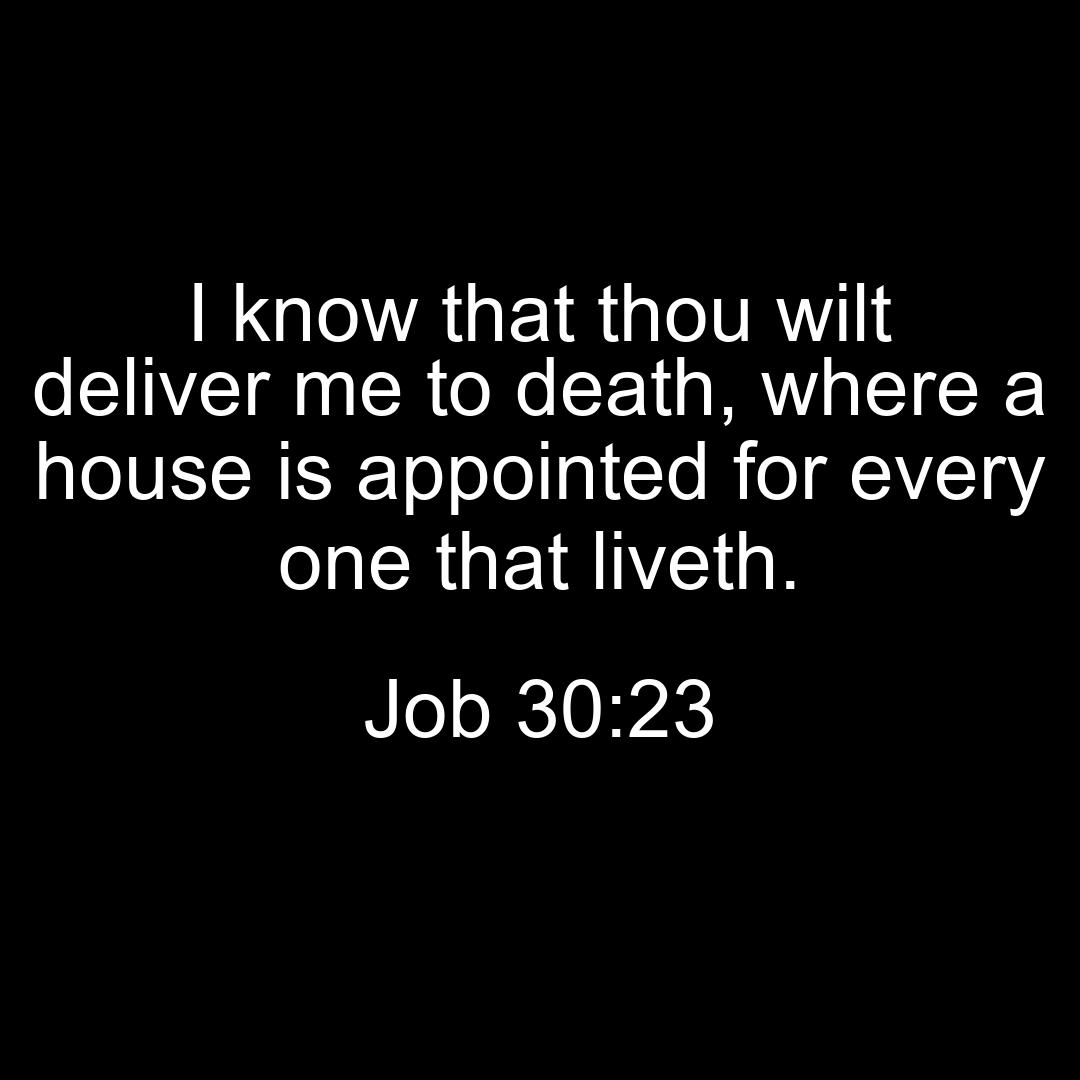 I know that thou wilt
deliver me to death, where a
house is appointed for every
one that liveth.
Job 30:23